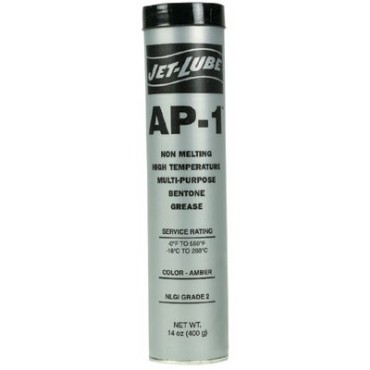 JET-LUBE
AP-1™
NON MELTING
HIGH TEMPERATURE
MULTI-PURPOSE
BENTONE
GREASE
SERVICE RATING
-0°F TO 550°F
-18°C TO 288°C
COLOR - AMBER
NLGI GRADE 2
NET WT.
14 oz (400 g)